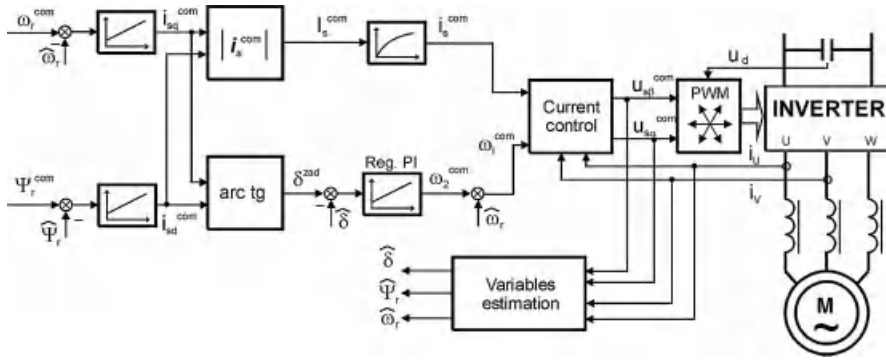 ω_r^com
i_sq^com
|i_s^com|
I_s^com
i_s^com
u_d
ω̂_r
Current control
u_sβ^com
PWM
INVERTER
u_sα^com
U V W
ω_i^com
i_U
Ψ_r^com
arc tg
δ^zad
Reg. PI
ω_2^com
i_V
Ψ̂_r
i_sd^com
δ̂
ω̂_r
δ̂
Ψ̂_r
ω̂_r
Variables
estimation
M
~